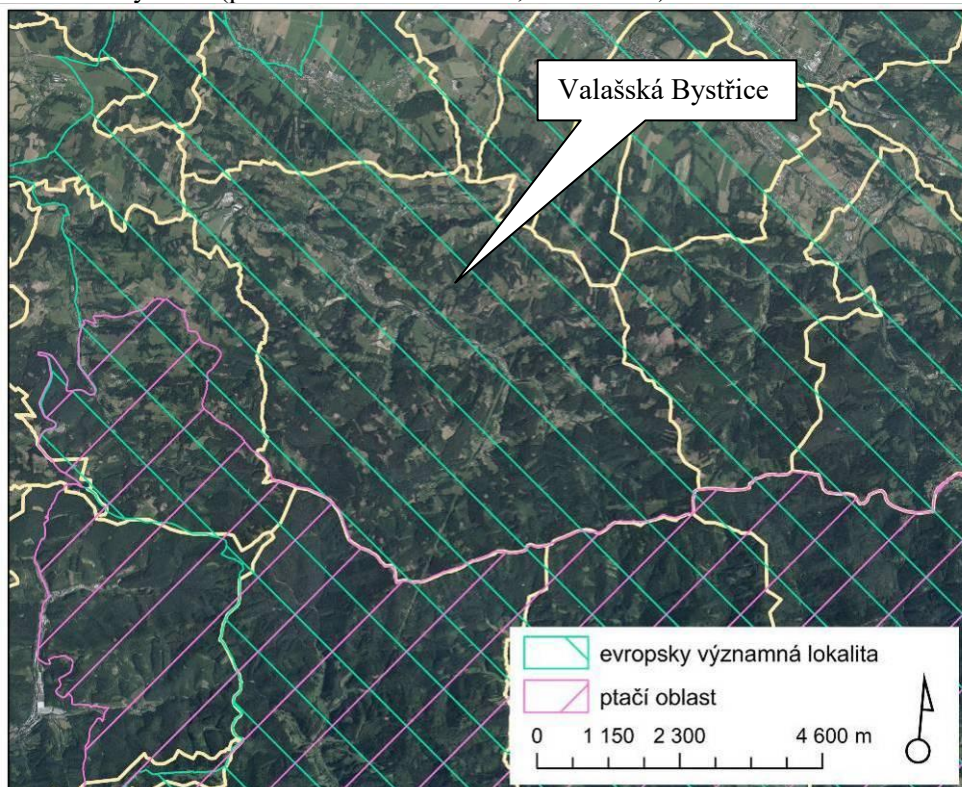 Valašská Bystřice
evropsky významná lokalita
ptačí oblast
0 1 150 2 300 4 600 m